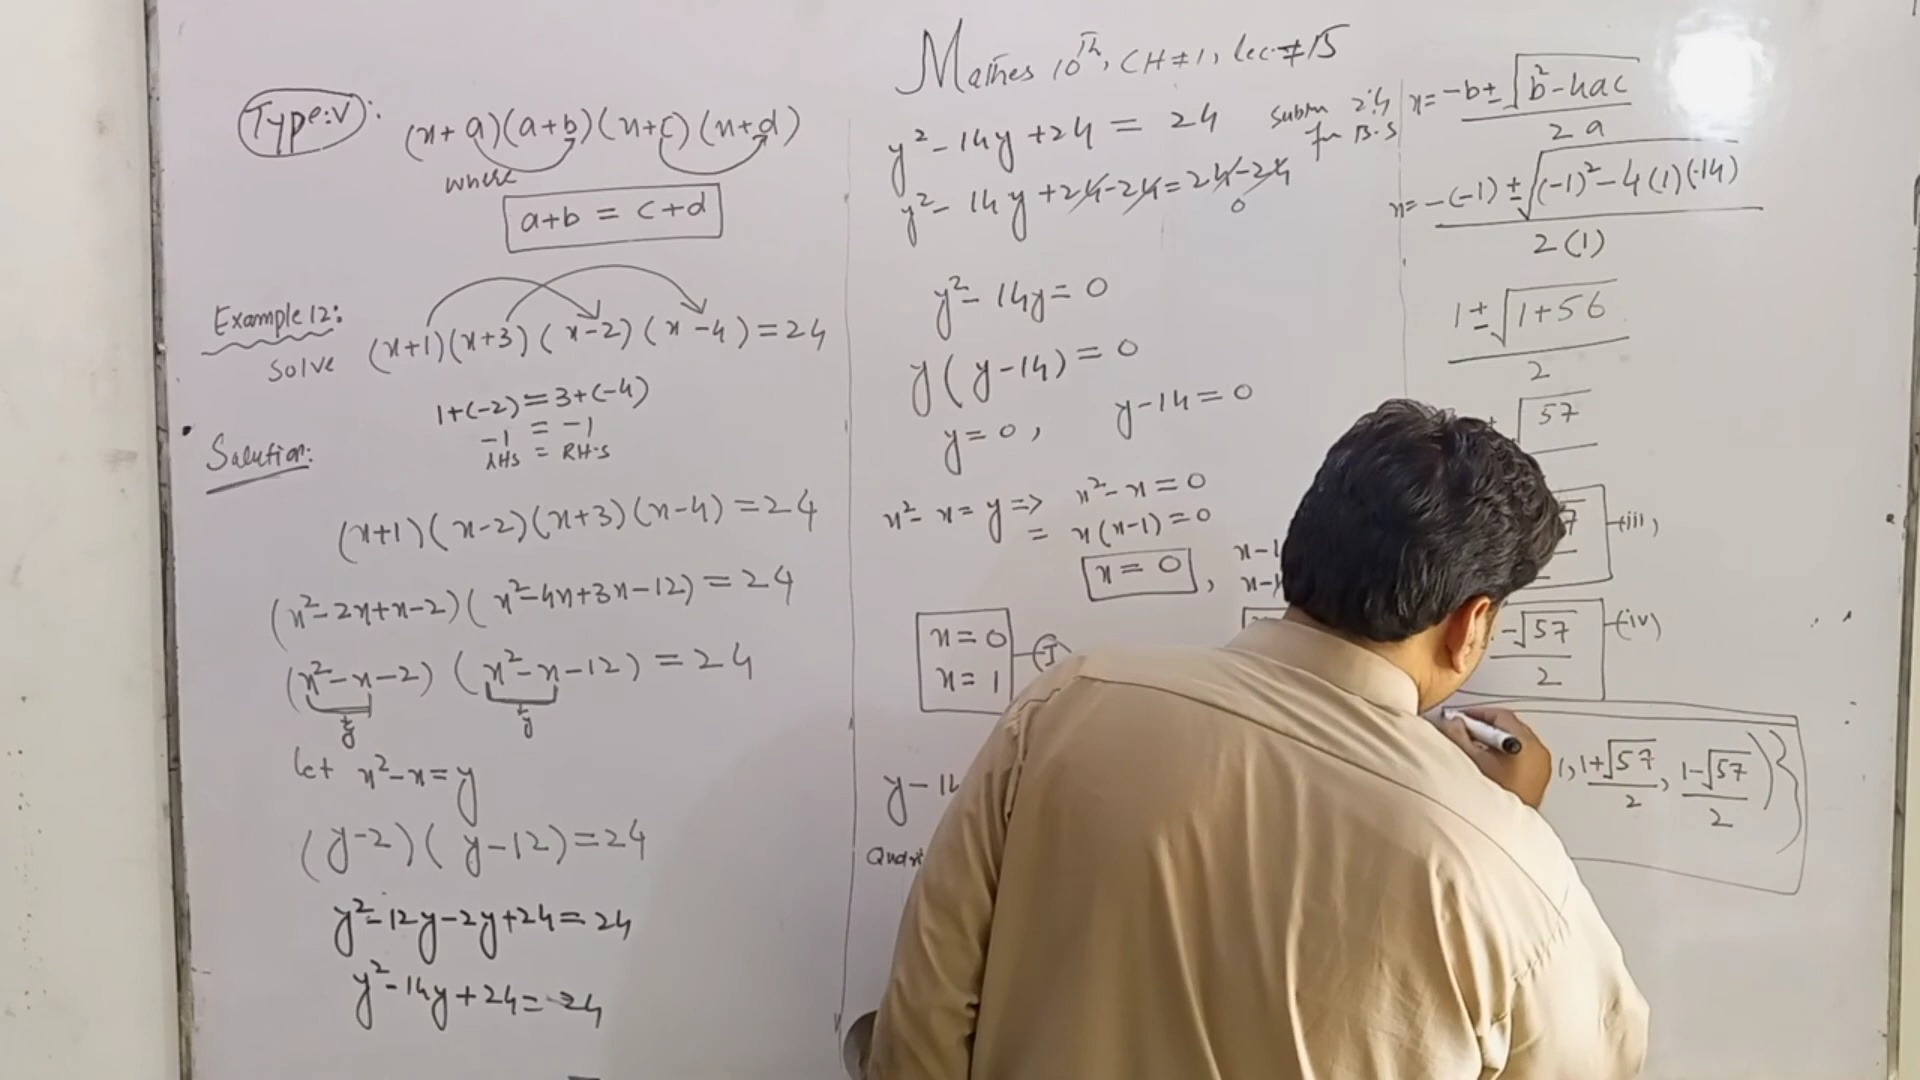 Mathes 10th, CH#1, lec#15
Type:V:
(x+a)(a+b)(x+c)(x+d)
where
a+b = c+d
Example 12:
Solve (x+1)(x+3)(x-2)(x-4)=24
1+(-2)=3+(-4)
-1 = -1
LHS = RH.S
Solution:
(x+1)(x-2)(x+3)(x-4)=24
(x²-2x+x-2)(x²-4x+3x-12)=24
(x²-x-2)(x²-x-12)=24
y y
let x²-x=y
(y-2)(y-12)=24
y²-12y-2y+24=24
y²-14y+24=24
y²-14y+24=24
B.S
y²-14y+24-24=24-24
0
y²-14y=0
y(y-14)=0
y=0, y-14=0
x²-x=y=> x²-x=0
= x(x-1)=0
x=0,
x=0
x=1
x=-b±√b²-4ac
2a
x=-(-1)±√(-1)²-4(1)(-14)
2(1)
1±√1+56
2
√57
(iii)
-√57 (iv)
2
1, 1+√57/2, 1-√57/2)}